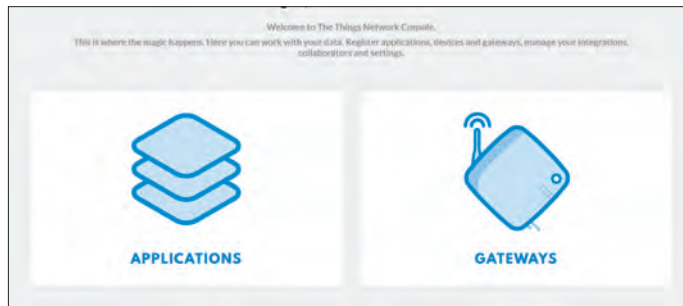 Welcome to The Things Network Console.
This is where the magic happens. Here you can work with your data. Register applications, devices and gateways, manage your integrations,
collaborators and settings.
APPLICATIONS
GATEWAYS